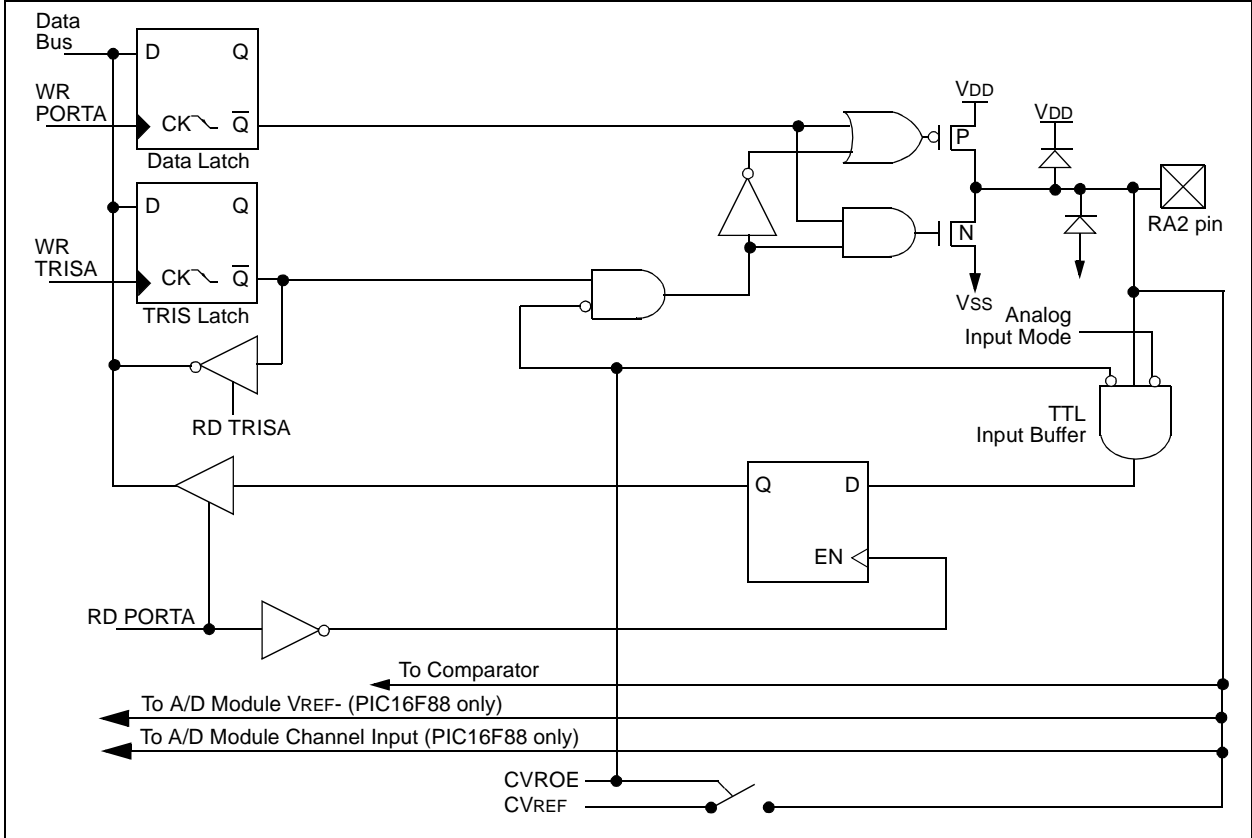 Data
Bus
D Q
WR
PORTA
CK Q
Data Latch
D Q
WR
TRISA
CK Q
TRIS Latch
RD TRISA
VDD
P
VDD
N
RA2 pin
VSS
Analog
Input Mode
TTL
Input Buffer
Q D
EN
RD PORTA
To Comparator
To A/D Module VREF- (PIC16F88 only)
To A/D Module Channel Input (PIC16F88 only)
CVROE
CVREF